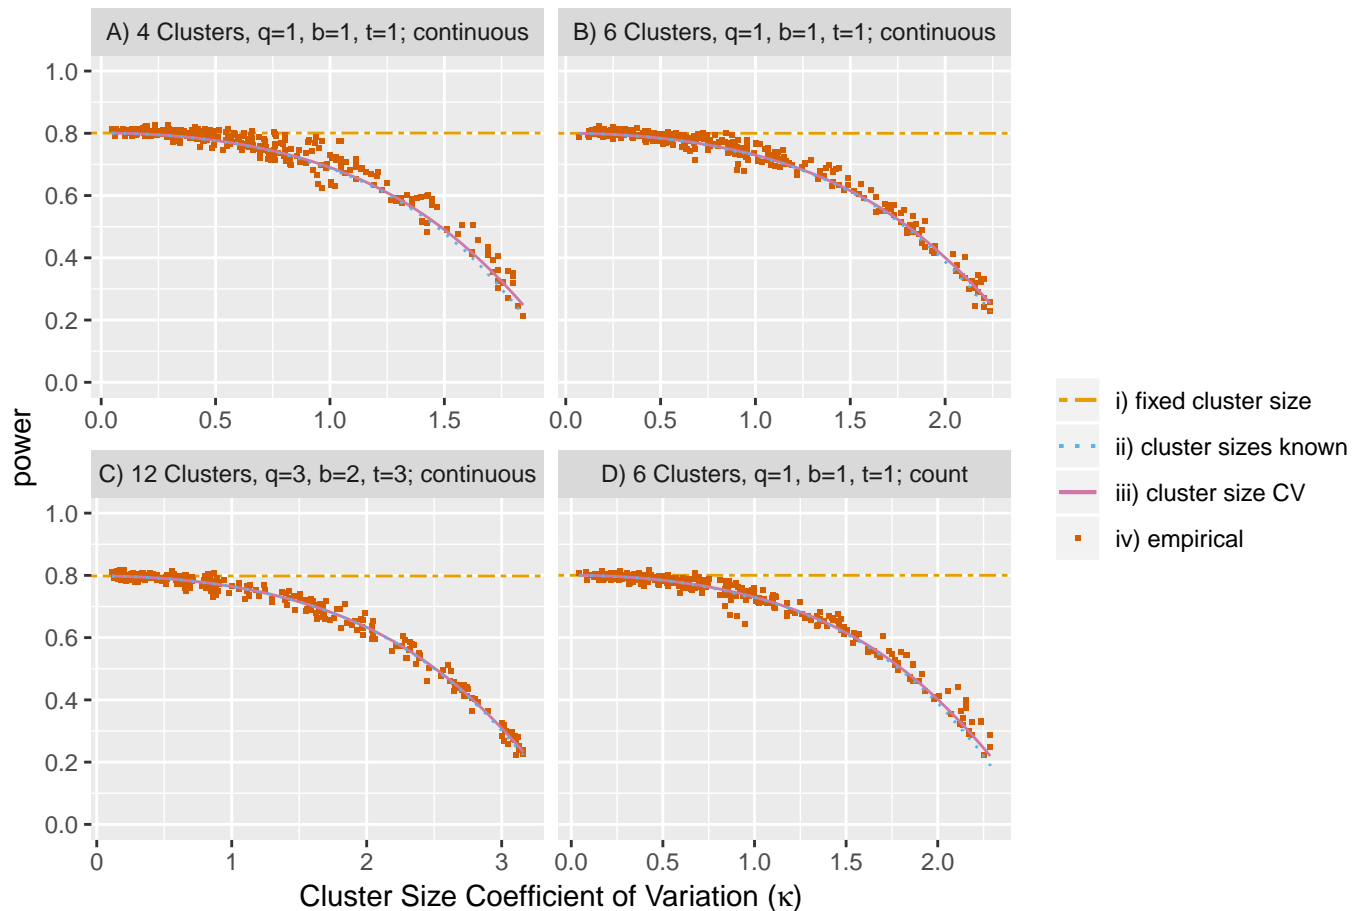 A) 4 Clusters, q=1, b=1, t=1; continuous
B) 6 Clusters, q=1, b=1, t=1; continuous
1.0
0.8
0.6
0.4
0.2
0.0
0.0 0.5 1.0 1.5
0.0 0.5 1.0 1.5 2.0
C) 12 Clusters, q=3, b=2, t=3; continuous
D) 6 Clusters, q=1, b=1, t=1; count
1.0
0.8
0.6
0.4
0.2
0.0
0 1 2 3
0.0 0.5 1.0 1.5 2.0
power
Cluster Size Coefficient of Variation (κ)
i) fixed cluster size
ii) cluster sizes known
iii) cluster size CV
iv) empirical